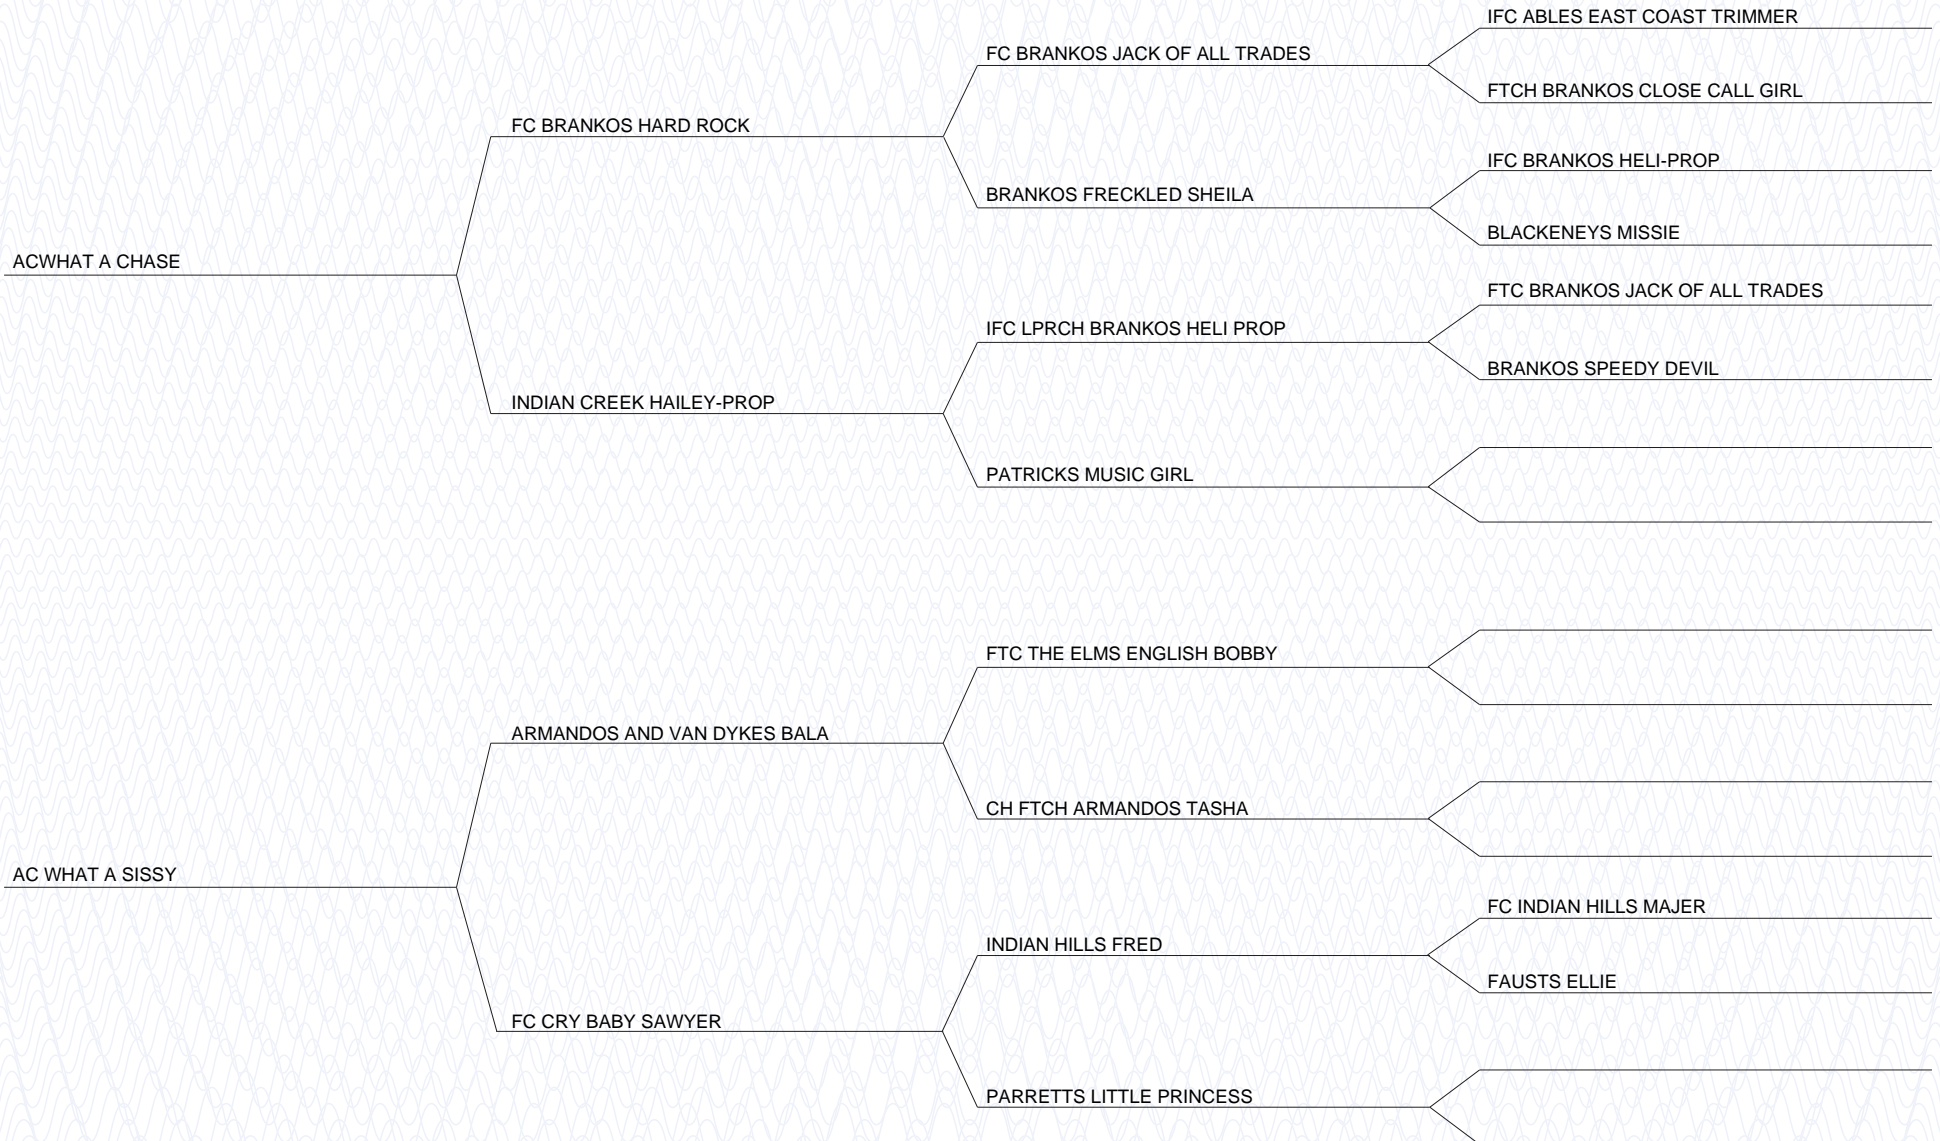 IFC ABLES EAST COAST TRIMMER
FC BRANKOS JACK OF ALL TRADES
FTCH BRANKOS CLOSE CALL GIRL
FC BRANKOS HARD ROCK
IFC BRANKOS HELI-PROP
BRANKOS FRECKLED SHEILA
BLACKENEYS MISSIE
ACWHAT A CHASE
FTC BRANKOS JACK OF ALL TRADES
IFC LPRCH BRANKOS HELI PROP
BRANKOS SPEEDY DEVIL
INDIAN CREEK HAILEY-PROP
PATRICKS MUSIC GIRL
FTC THE ELMS ENGLISH BOBBY
ARMANDOS AND VAN DYKES BALA
CH FTCH ARMANDOS TASHA
AC WHAT A SISSY
FC INDIAN HILLS MAJER
INDIAN HILLS FRED
FAUSTS ELLIE
FC CRY BABY SAWYER
PARRETTS LITTLE PRINCESS